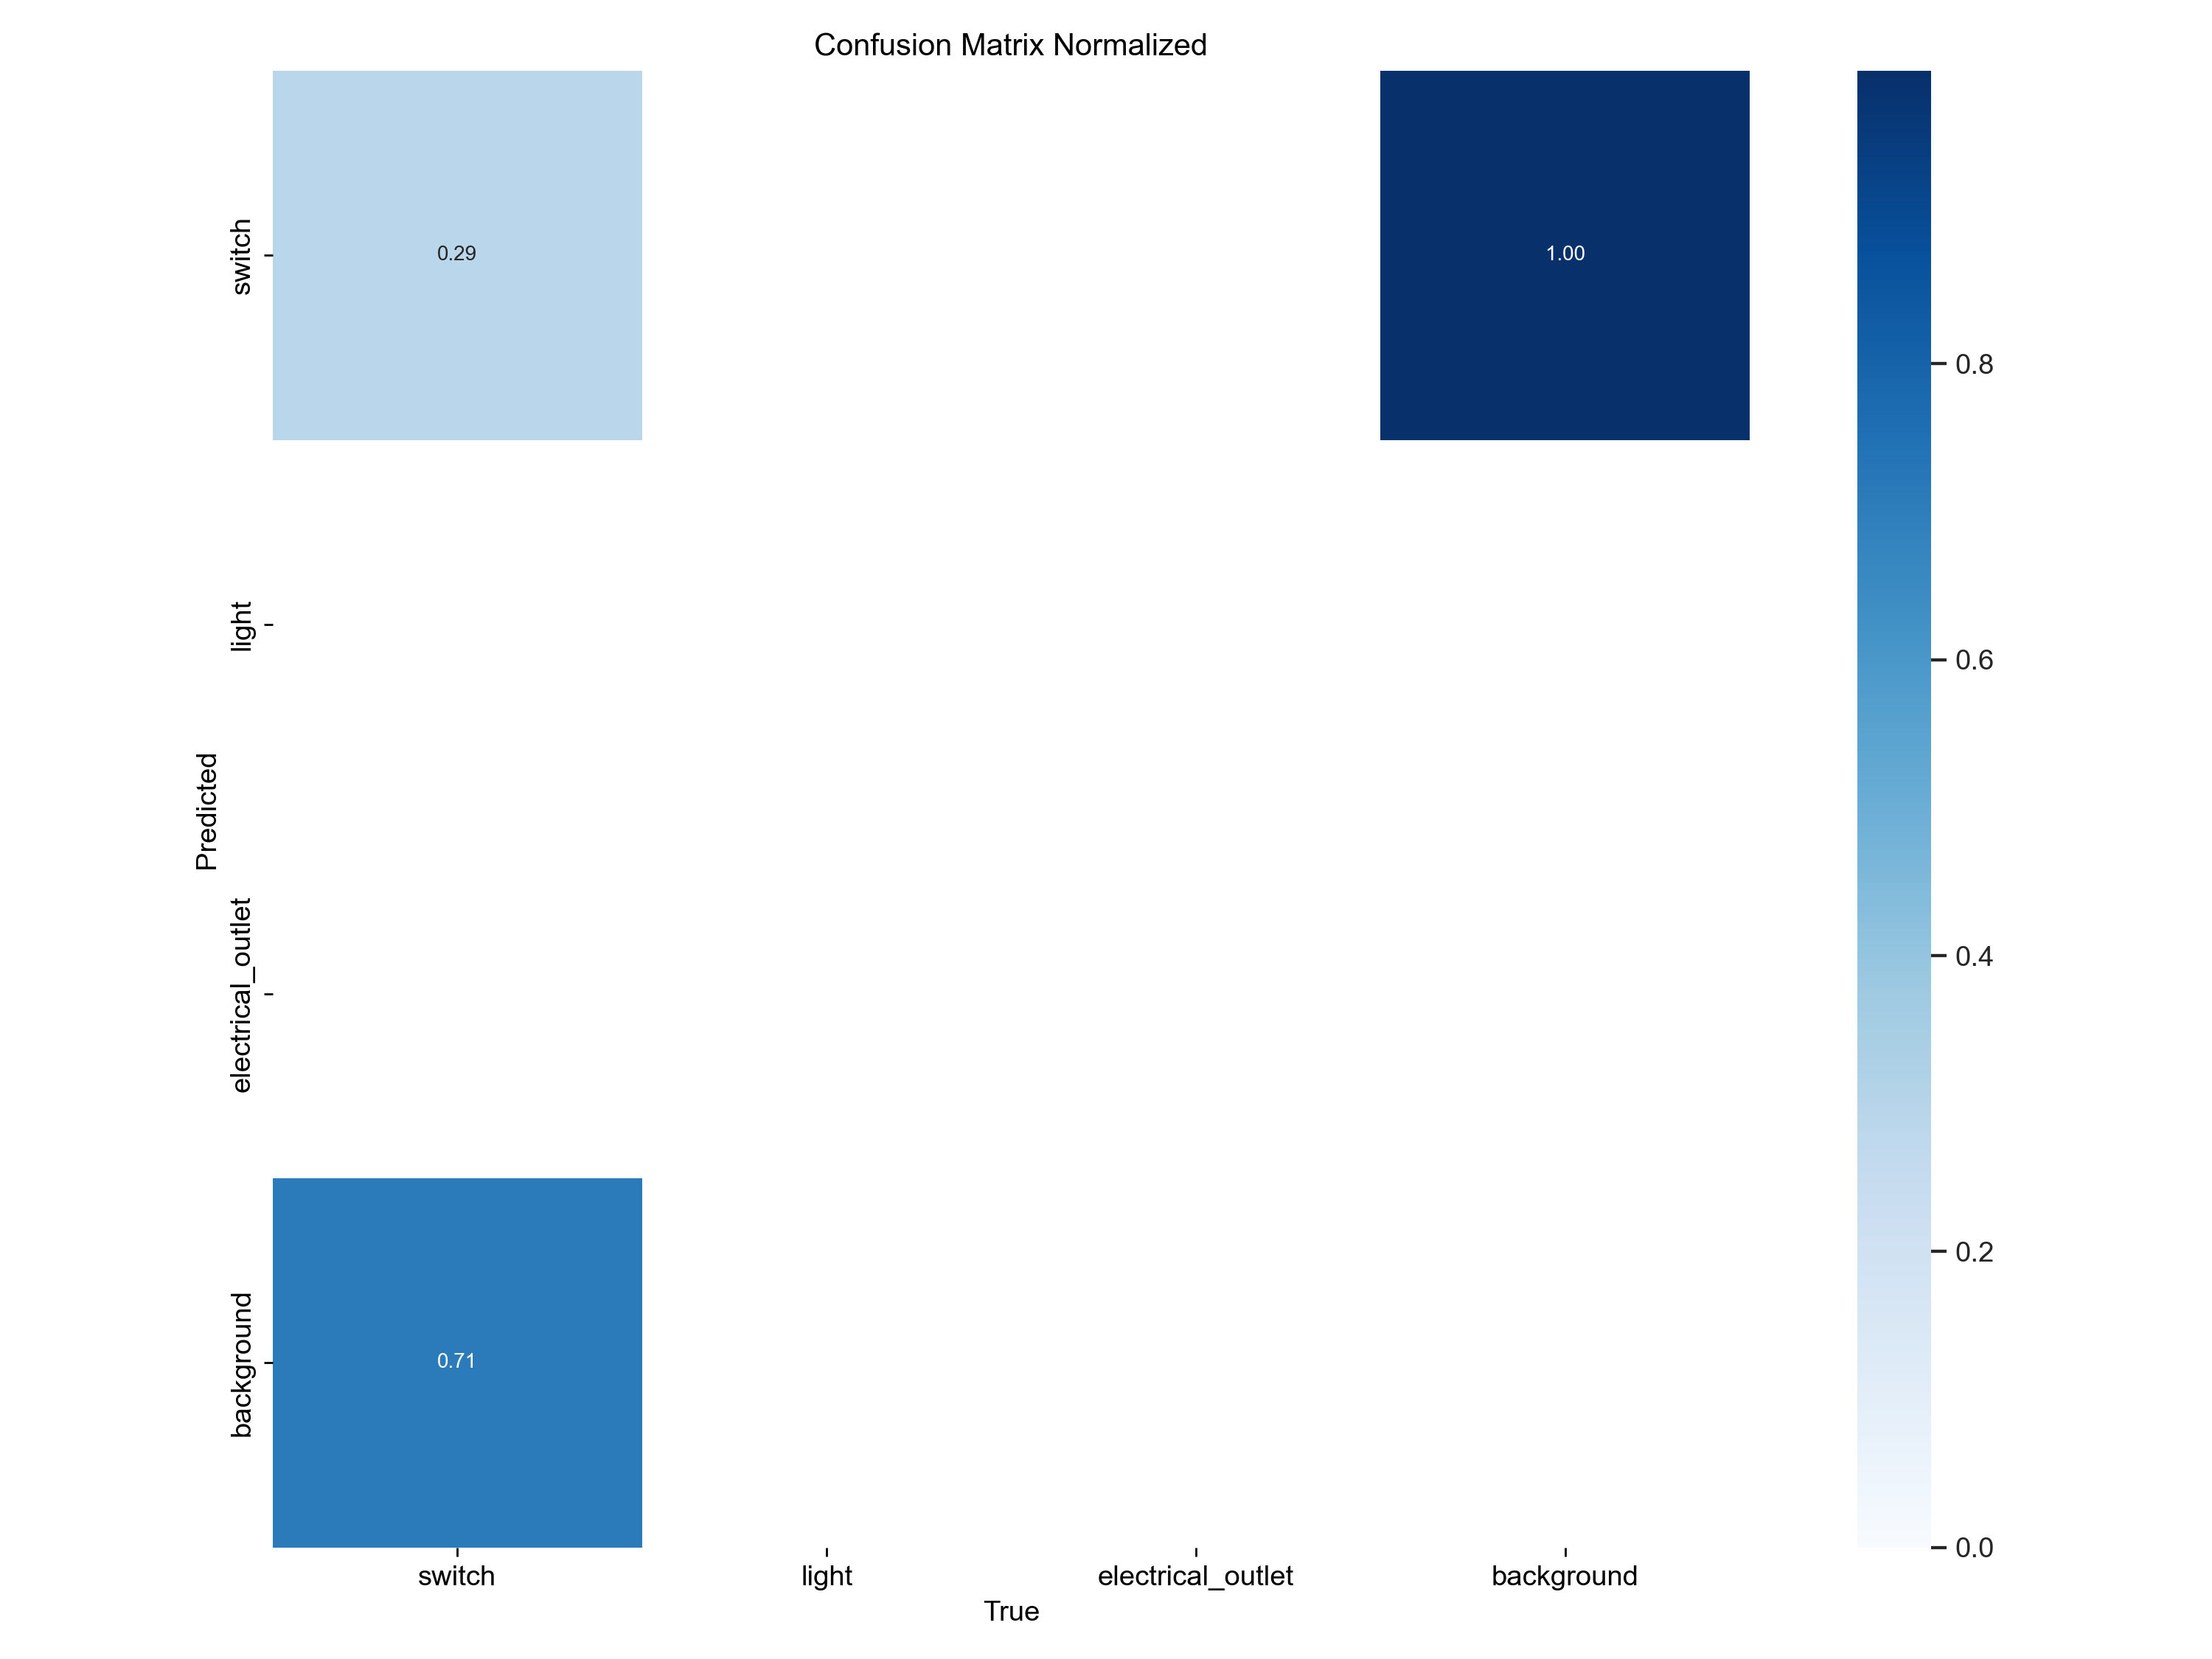 Confusion Matrix Normalized
switch
0.29
1.00
light
electrical_outlet
background
0.71
Predicted
switch
light
electrical_outlet
background
True
0.8
0.6
0.4
0.2
0.0